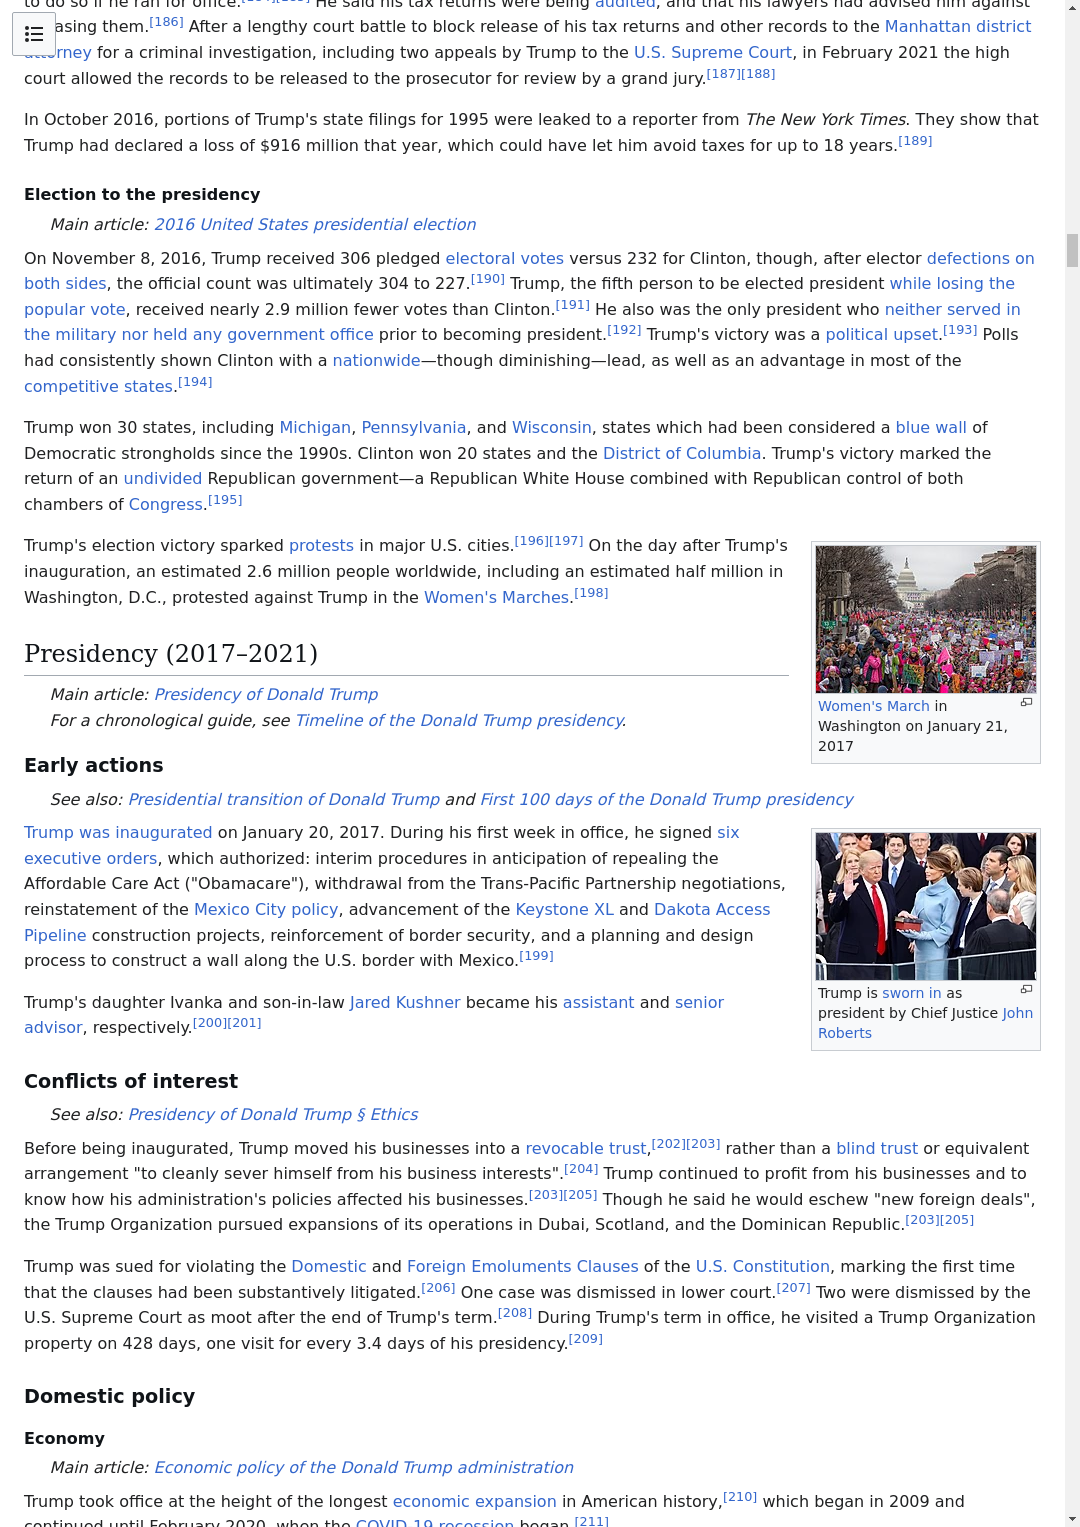 to do so if he ran for office. He said his tax returns were being audited, and that his lawyers had advised him against
asing them.[186] After a lengthy court battle to block release of his tax returns and other records to the Manhattan district
attorney for a criminal investigation, including two appeals by Trump to the U.S. Supreme Court, in February 2021 the high
court allowed the records to be released to the prosecutor for review by a grand jury.[187][188]
In October 2016, portions of Trump's state filings for 1995 were leaked to a reporter from The New York Times. They show that
Trump had declared a loss of $916 million that year, which could have let him avoid taxes for up to 18 years.[189]
Election to the presidency
Main article: 2016 United States presidential election
On November 8, 2016, Trump received 306 pledged electoral votes versus 232 for Clinton, though, after elector defections on
both sides, the official count was ultimately 304 to 227.[190] Trump, the fifth person to be elected president while losing the
popular vote, received nearly 2.9 million fewer votes than Clinton.[191] He also was the only president who neither served in
the military nor held any government office prior to becoming president.[192] Trump's victory was a political upset.[193] Polls
had consistently shown Clinton with a nationwide—though diminishing—lead, as well as an advantage in most of the
competitive states.[194]
Trump won 30 states, including Michigan, Pennsylvania, and Wisconsin, states which had been considered a blue wall of
Democratic strongholds since the 1990s. Clinton won 20 states and the District of Columbia. Trump's victory marked the
return of an undivided Republican government—a Republican White House combined with Republican control of both
chambers of Congress.[195]
Trump's election victory sparked protests in major U.S. cities.[196][197] On the day after Trump's
inauguration, an estimated 2.6 million people worldwide, including an estimated half million in
Washington, D.C., protested against Trump in the Women's Marches.[198]
Women's March in
Washington on January 21,
2017
Presidency (2017–2021)
Main article: Presidency of Donald Trump
For a chronological guide, see Timeline of the Donald Trump presidency.
Early actions
See also: Presidential transition of Donald Trump and First 100 days of the Donald Trump presidency
Trump was inaugurated on January 20, 2017. During his first week in office, he signed six
executive orders, which authorized: interim procedures in anticipation of repealing the
Affordable Care Act ("Obamacare"), withdrawal from the Trans-Pacific Partnership negotiations,
reinstatement of the Mexico City policy, advancement of the Keystone XL and Dakota Access
Pipeline construction projects, reinforcement of border security, and a planning and design
process to construct a wall along the U.S. border with Mexico.[199]
Trump's daughter Ivanka and son-in-law Jared Kushner became his assistant and senior
advisor, respectively.[200][201]
Trump is sworn in as
president by Chief Justice John
Roberts
Conflicts of interest
See also: Presidency of Donald Trump § Ethics
Before being inaugurated, Trump moved his businesses into a revocable trust,[202][203] rather than a blind trust or equivalent
arrangement "to cleanly sever himself from his business interests".[204] Trump continued to profit from his businesses and to
know how his administration's policies affected his businesses.[203][205] Though he said he would eschew "new foreign deals",
the Trump Organization pursued expansions of its operations in Dubai, Scotland, and the Dominican Republic.[203][205]
Trump was sued for violating the Domestic and Foreign Emoluments Clauses of the U.S. Constitution, marking the first time
that the clauses had been substantively litigated.[206] One case was dismissed in lower court.[207] Two were dismissed by the
U.S. Supreme Court as moot after the end of Trump's term.[208] During Trump's term in office, he visited a Trump Organization
property on 428 days, one visit for every 3.4 days of his presidency.[209]
Domestic policy
Economy
Main article: Economic policy of the Donald Trump administration
Trump took office at the height of the longest economic expansion in American history,[210] which began in 2009 and
continued until February 2020, when the COVID-19 recession began.[211]